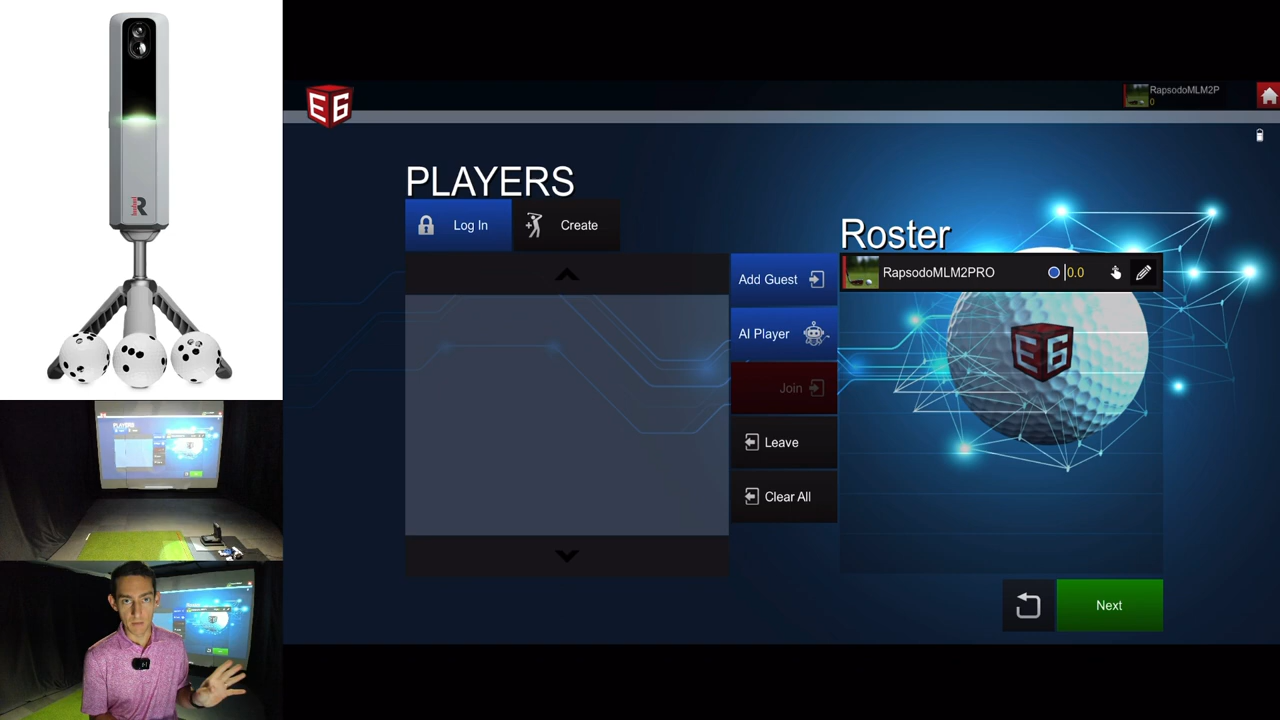 E6
RapsodoMLM2P
0
PLAYERS
Log In
Create
Roster
Add Guest
RapsodoMLM2PRO
0.0
AI Player
E6
Join
Leave
Clear All
Next
R
M